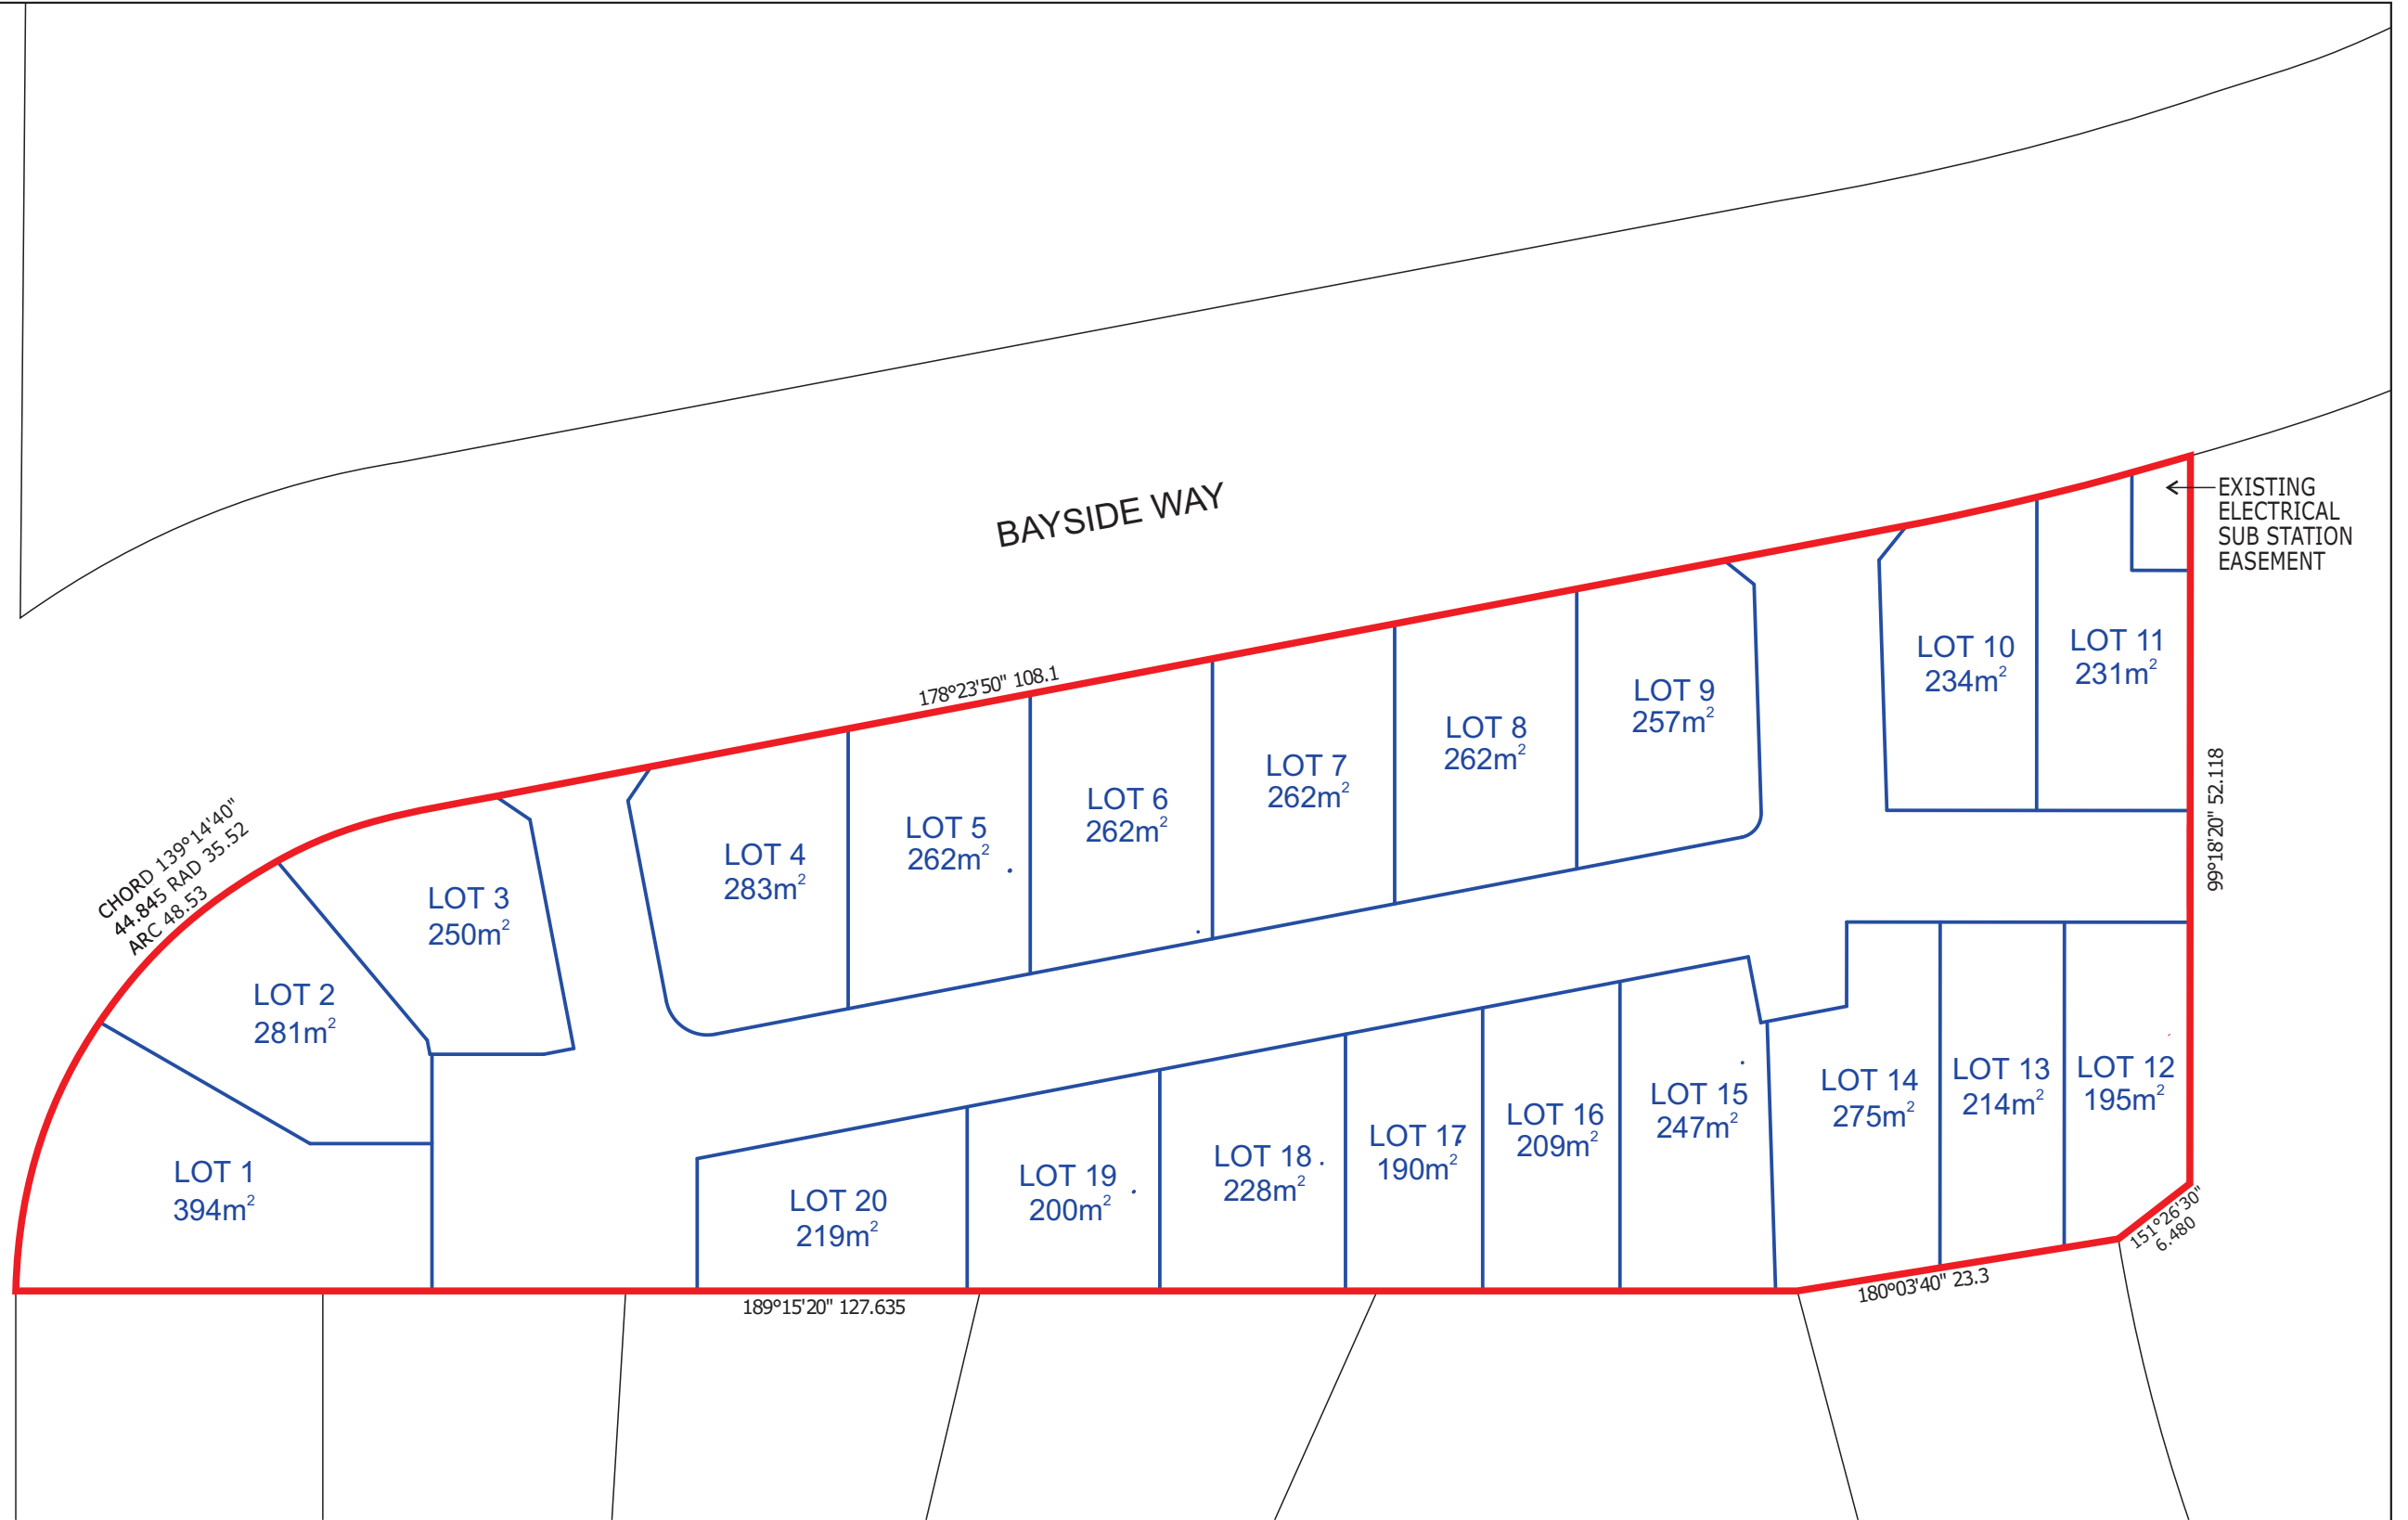 BAYSIDE WAY
EXISTING
ELECTRICAL
SUB STATION
EASEMENT
178°23'50" 108.1
CHORD 139°14'40"
44.845 RAD 35.52
ARC 48.53
99°18'20" 52.118
LOT 10
234m²
LOT 11
231m²
LOT 9
257m²
LOT 8
262m²
LOT 7
262m²
LOT 6
262m²
LOT 5
262m²
LOT 4
283m²
LOT 3
250m²
LOT 2
281m²
LOT 1
394m²
LOT 20
219m²
LOT 19
200m²
LOT 18
228m²
LOT 17
190m²
LOT 16
209m²
LOT 15
247m²
LOT 14
275m²
LOT 13
214m²
LOT 12
195m²
151°26'30"
6.480
180°03'40" 23.3
189°15'20" 127.635